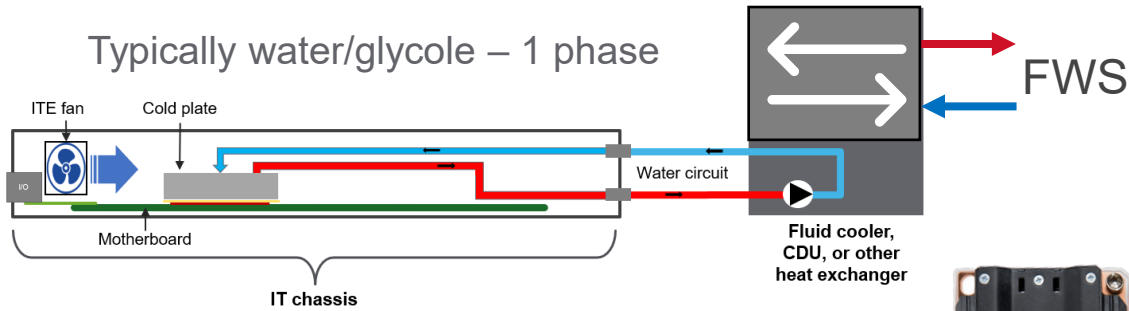 Typically water/glycole – 1 phase
FWS
ITE fan
Cold plate
I/O
Water circuit
Motherboard
Fluid cooler,
CDU, or other
heat exchanger
IT chassis